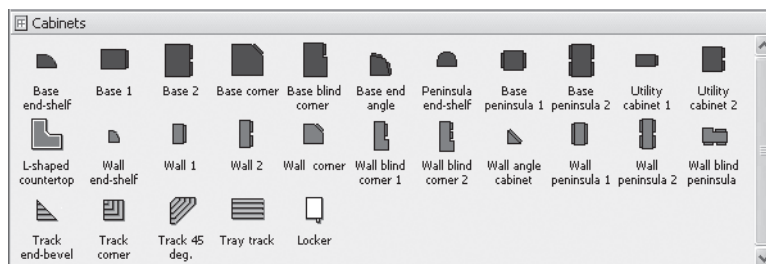 Cabinets
Base end-shelf
Base 1
Base 2
Base corner
Base blind corner
Base end angle
Peninsula end-shelf
Base peninsula 1
Base peninsula 2
Utility cabinet 1
Utility cabinet 2
L-shaped countertop
Wall end-shelf
Wall 1
Wall 2
Wall corner
Wall blind corner 1
Wall blind corner 2
Wall angle cabinet
Wall peninsula 1
Wall peninsula 2
Wall blind peninsula
Track end-bevel
Track corner
Track 45 deg.
Tray track
Locker